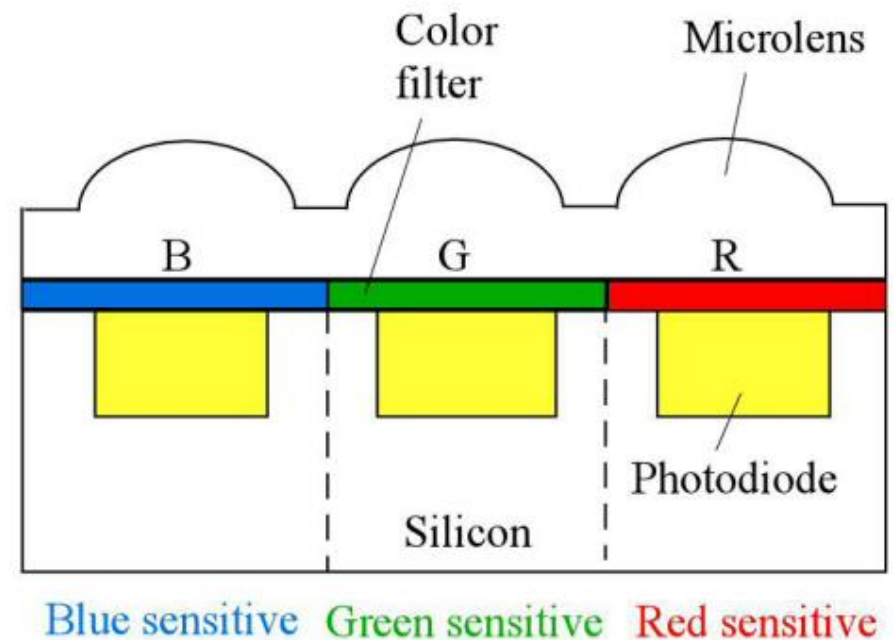 Color
filter
Microlens
B
G
R
Photodiode
Silicon
Blue sensitive
Green sensitive
Red sensitive